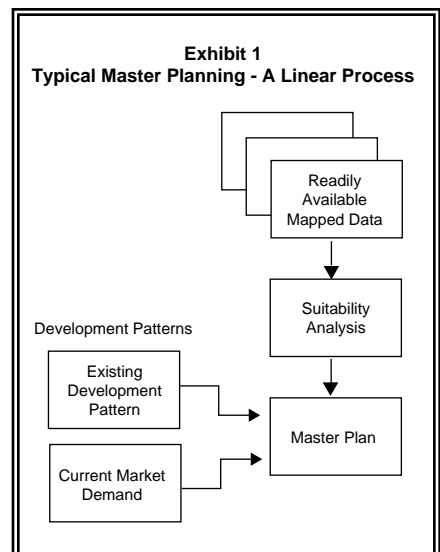 Exhibit 1
Typical Master Planning - A Linear Process
Readily
Available
Mapped Data
Suitability
Analysis
Development Patterns
Existing
Development
Pattern
Master Plan
Current Market
Demand